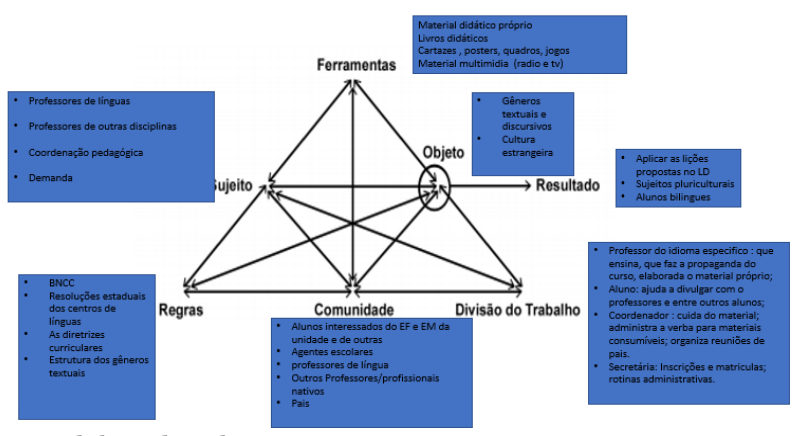 Material didático próprio
Livros didáticos
Cartazes , posters, quadros, jogos
Material multimidia (radio e tv)
Ferramentas
• Professores de línguas
• Professores de outras disciplinas
• Coordenação pedagógica
• Demanda
• Gêneros
textuais e
discursivos
• Cultura
estrangeira
Objeto
ujeito
Resultado
• Aplicar as lições
propostas no LD
• Sujeitos pluriculturais
• Alunos bilingues
• Professor do idioma especifico : que
ensina, que faz a propaganda do
curso, elaborada o material próprio;
• Aluno: ajuda a divulgar com o
professores e entre outros alunos;
• Coordenador : cuida do material;
administra a verba para materiais
consumíveis; organiza reuniões de
pais.
• Secretária: Inscrições e matriculas;
rotinas administrativas.
Regras
Comunidade
Divisão do Trabalho
• BNCC
• Resoluções estaduais
dos centros de
línguas
• As diretrizes
curriculares
• Estrutura dos gêneros
textuais
• Alunos interessados do EF e EM da
unidade e de outras
• Agentes escolares
• professores de língua
• Outros Professores/profissionais
nativos
• Pais